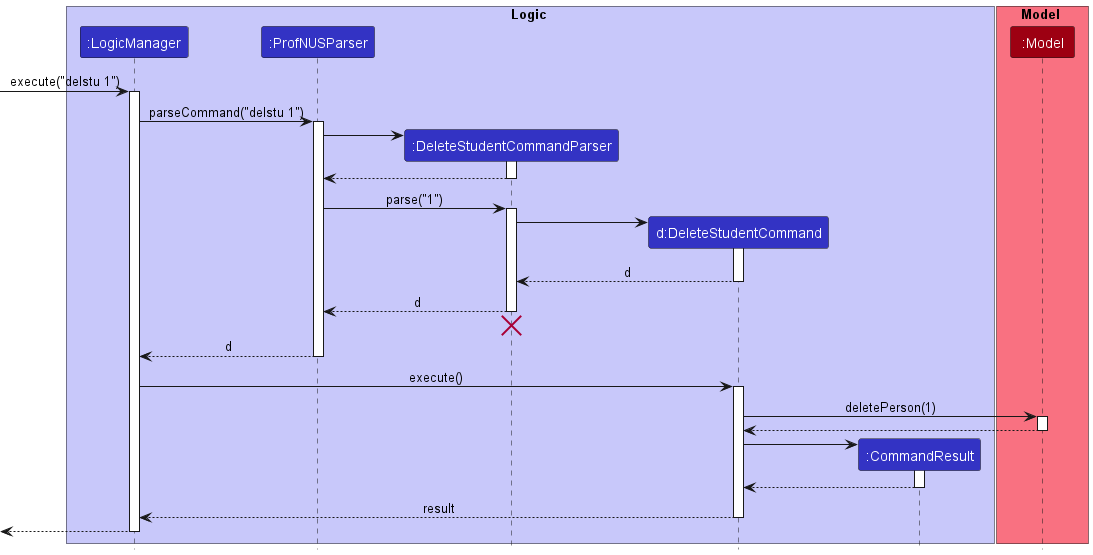 Logic
Model
:LogicManager
:ProfNUSParser
:Model
execute("delstu 1")
parseCommand("delstu 1")
:DeleteStudentCommandParser
parse("1")
d:DeleteStudentCommand
d
d
d
execute()
deletePerson(1)
:CommandResult
result